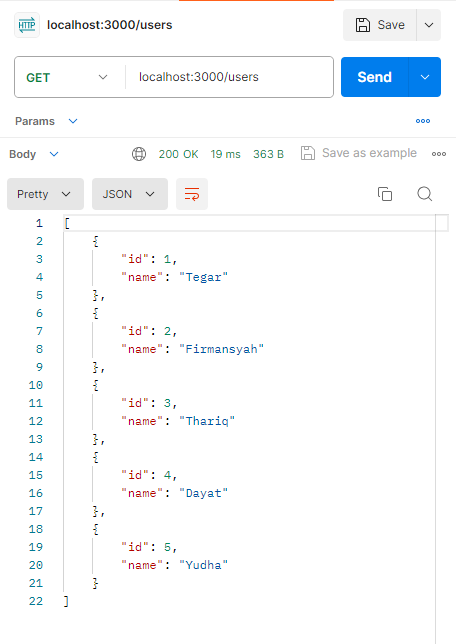 HTTP localhost:3000/users Save
GET localhost:3000/users Send
Params
Body 200 OK 19 ms 363 B Save as example
Pretty JSON
1 [
2 {
3 "id": 1,
4 "name": "Tegar"
5 },
6 {
7 "id": 2,
8 "name": "Firmansyah"
9 },
10 {
11 "id": 3,
12 "name": "Thariq"
13 },
14 {
15 "id": 4,
16 "name": "Dayat"
17 },
18 {
19 "id": 5,
20 "name": "Yudha"
21 }
22 ]